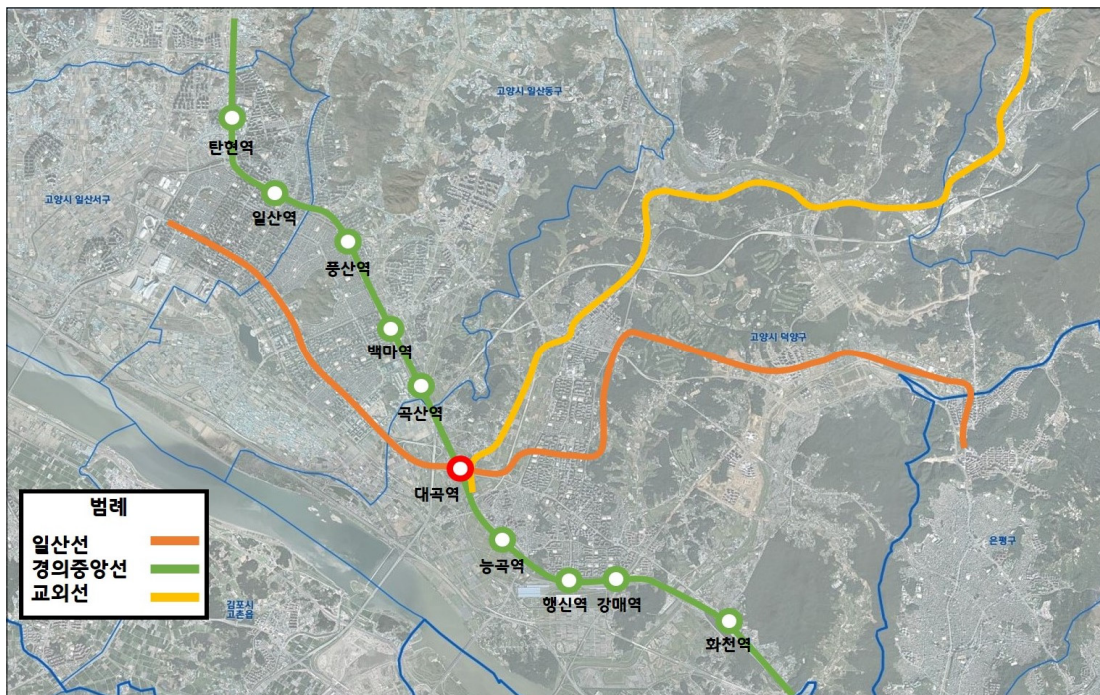 고양시 일산동구
탄현역
고양시 일산서구
일산역
풍산역
백마역
고양시 덕양구
곡산역
대곡역
범례
일산선
경의중앙선
교외선
능곡역
은평구
행신역
강매역
김포시
고촌읍
화천역